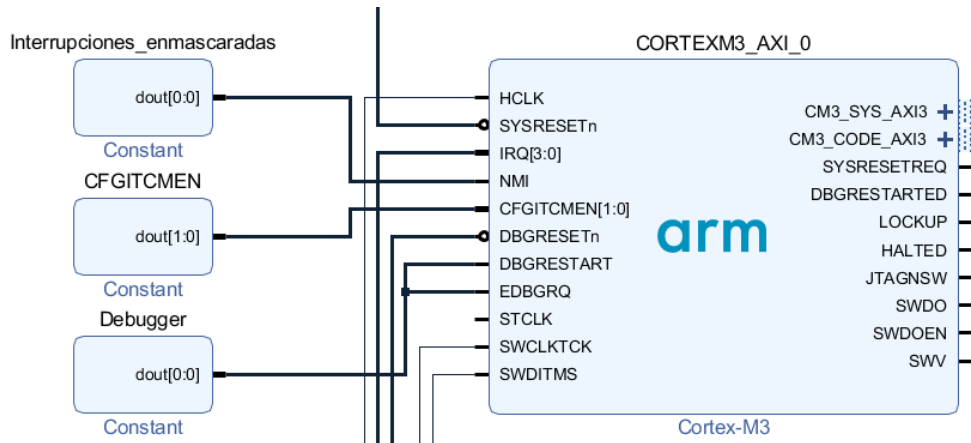 Interrupciones_enmascaradas
dout[0:0]
Constant
CFGITCMEN
dout[1:0]
Constant
Debugger
dout[0:0]
Constant
CORTEXM3_AXI_0
HCLK
SYSRESETn
IRQ[3:0]
NMI
CFGITCMEN[1:0]
DBGRESETn
DBGRESTART
EDBGRQ
STCLK
SWCLKTCK
SWDITMS
arm
CM3_SYS_AXI3
CM3_CODE_AXI3
SYSRESETREQ
DBGRESTARTED
LOCKUP
HALTED
JTAGNSW
SWDO
SWDOEN
SWV
Cortex-M3